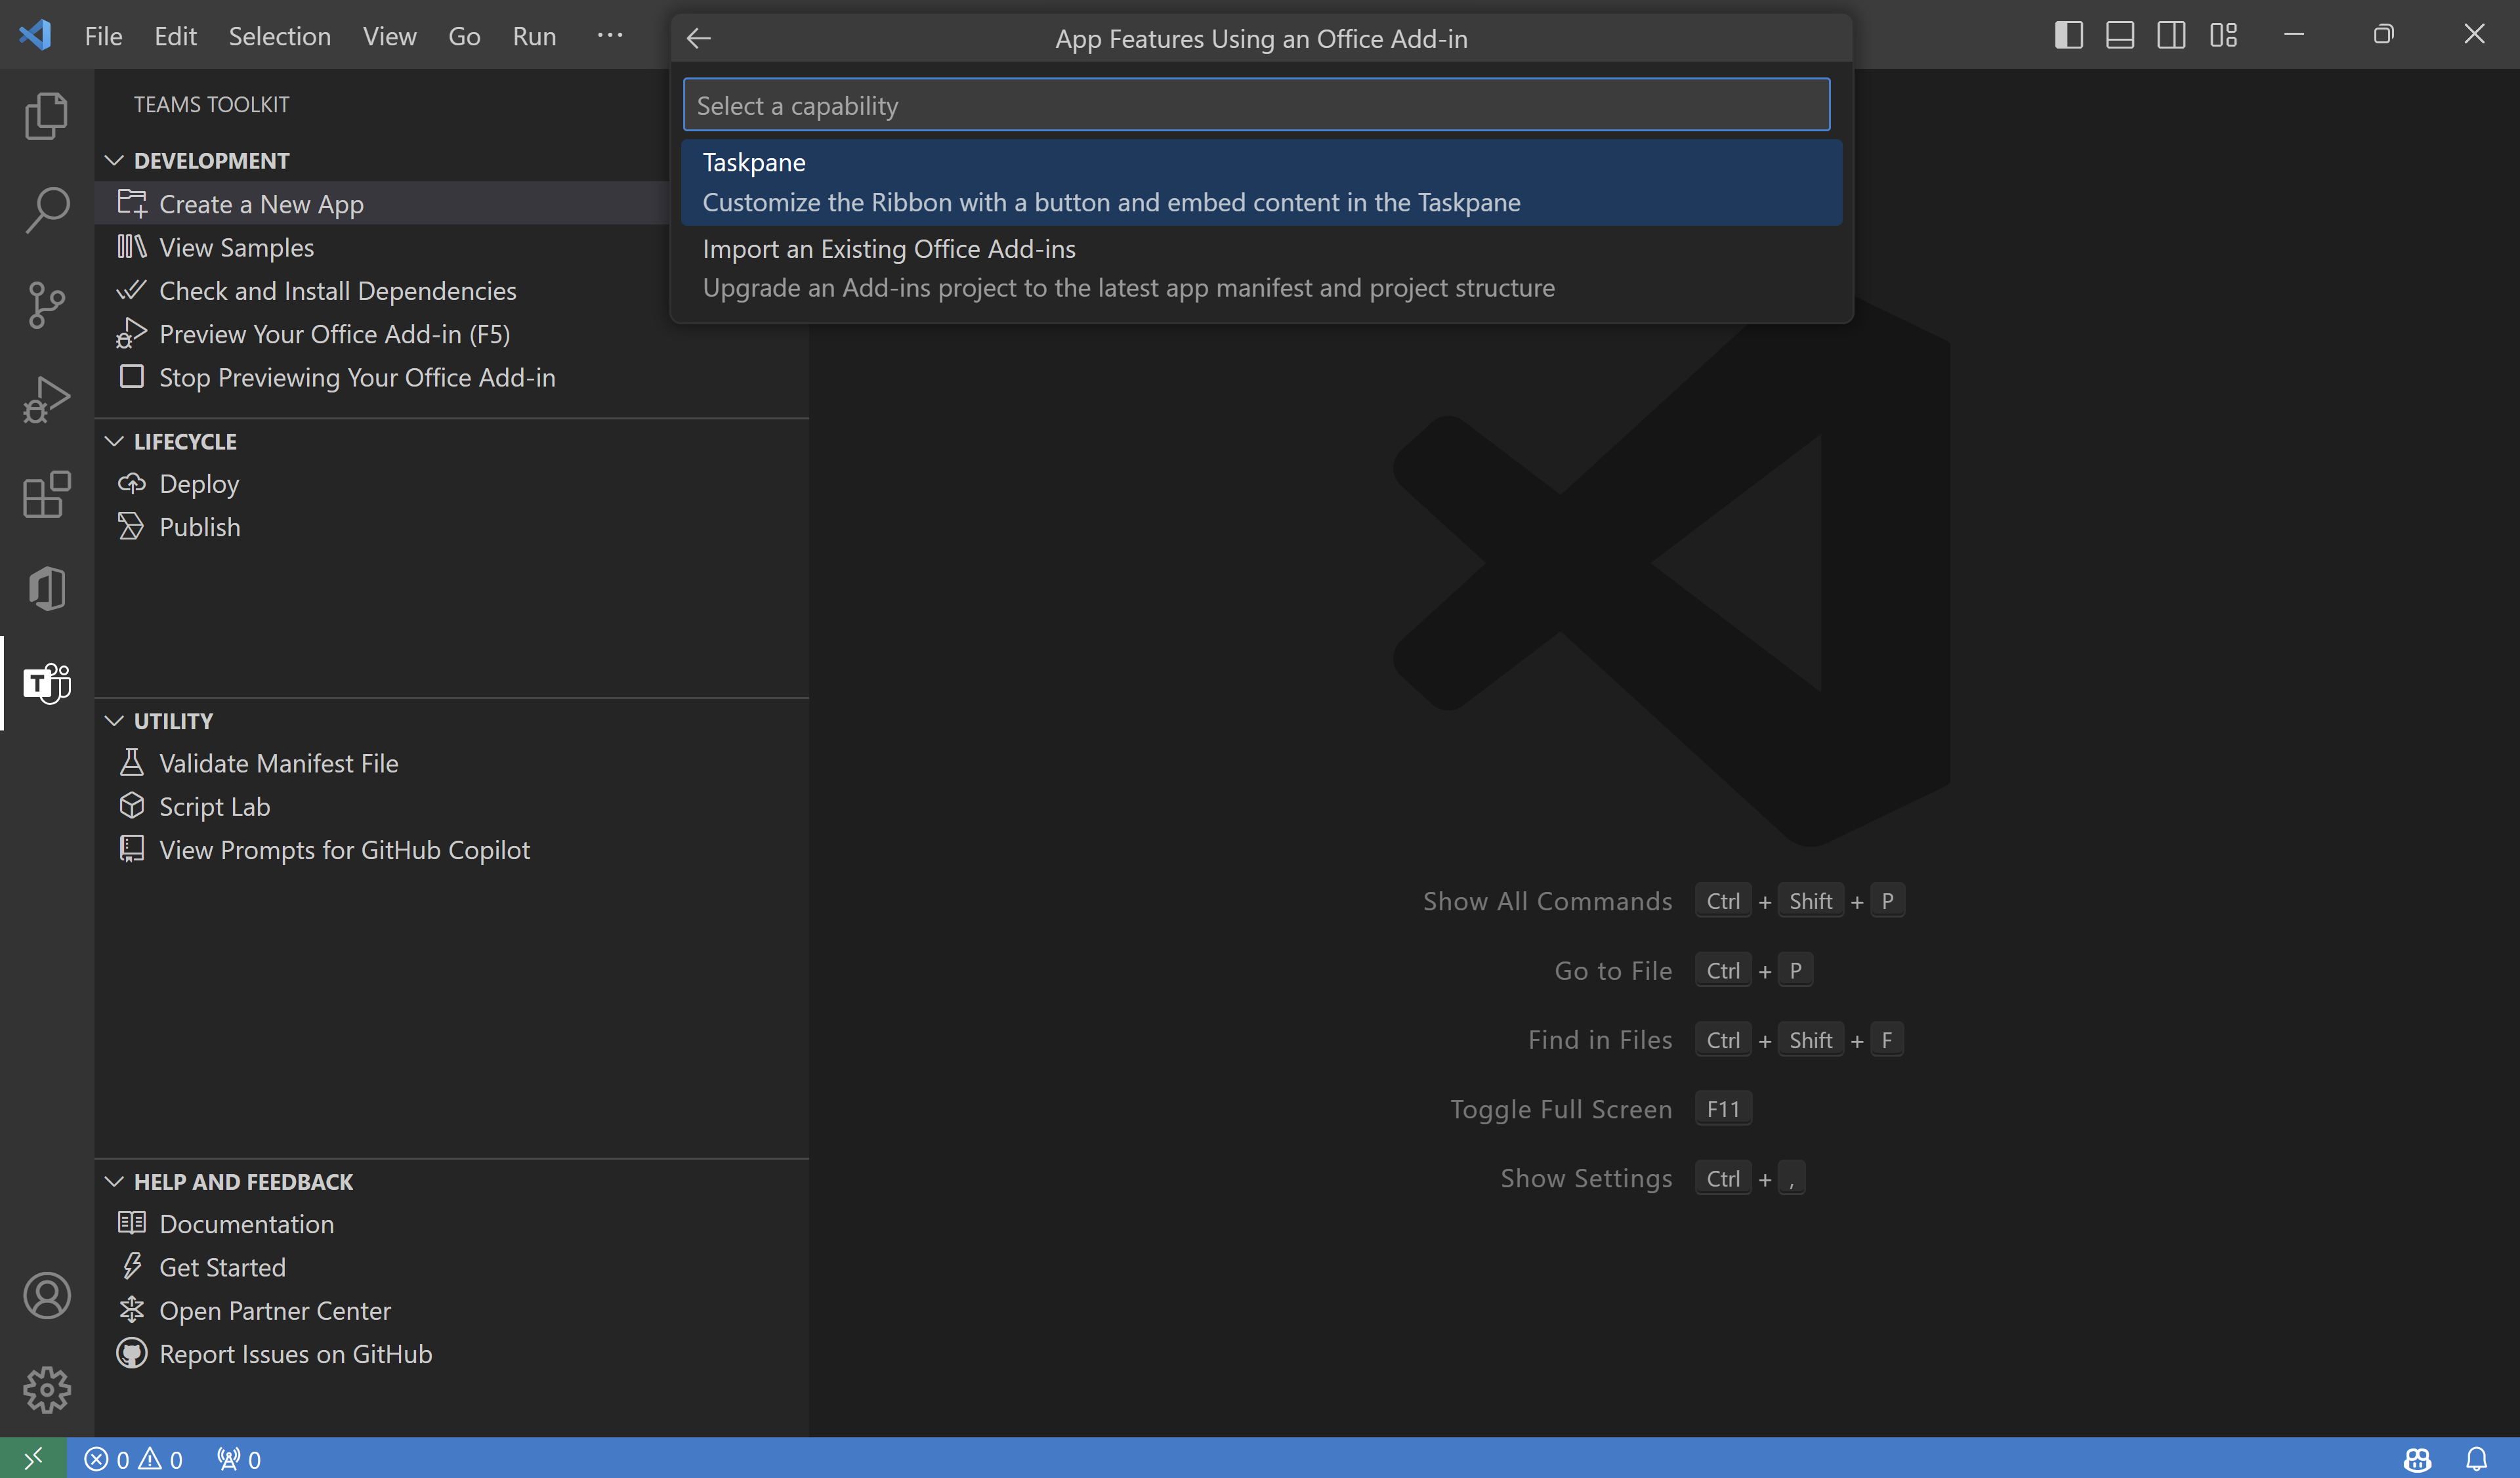 File Edit Selection View Go Run ···
App Features Using an Office Add-in
Select a capability
Taskpane
Customize the Ribbon with a button and embed content in the Taskpane
Import an Existing Office Add-ins
Upgrade an Add-ins project to the latest app manifest and project structure
TEAMS TOOLKIT
DEVELOPMENT
Create a New App
View Samples
Check and Install Dependencies
Preview Your Office Add-in (F5)
Stop Previewing Your Office Add-in
LIFECYCLE
Deploy
Publish
T
UTILITY
Validate Manifest File
Script Lab
View Prompts for GitHub Copilot
HELP AND FEEDBACK
Documentation
Get Started
Open Partner Center
Report Issues on GitHub
Show All Commands Ctrl + Shift + P
Go to File Ctrl + P
Find in Files Ctrl + Shift + F
Toggle Full Screen F11
Show Settings Ctrl + ,
0 0 0